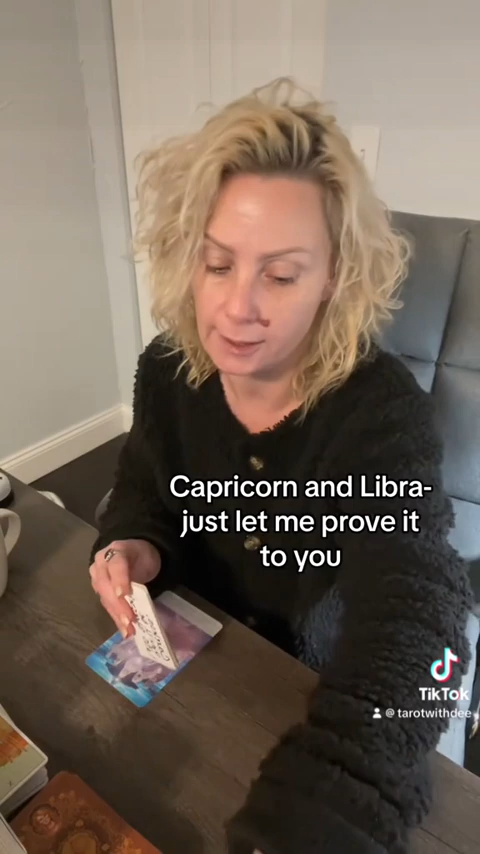 Capricorn and Libra-
just let me prove it
to you
TikTok
@ tarotwithdee